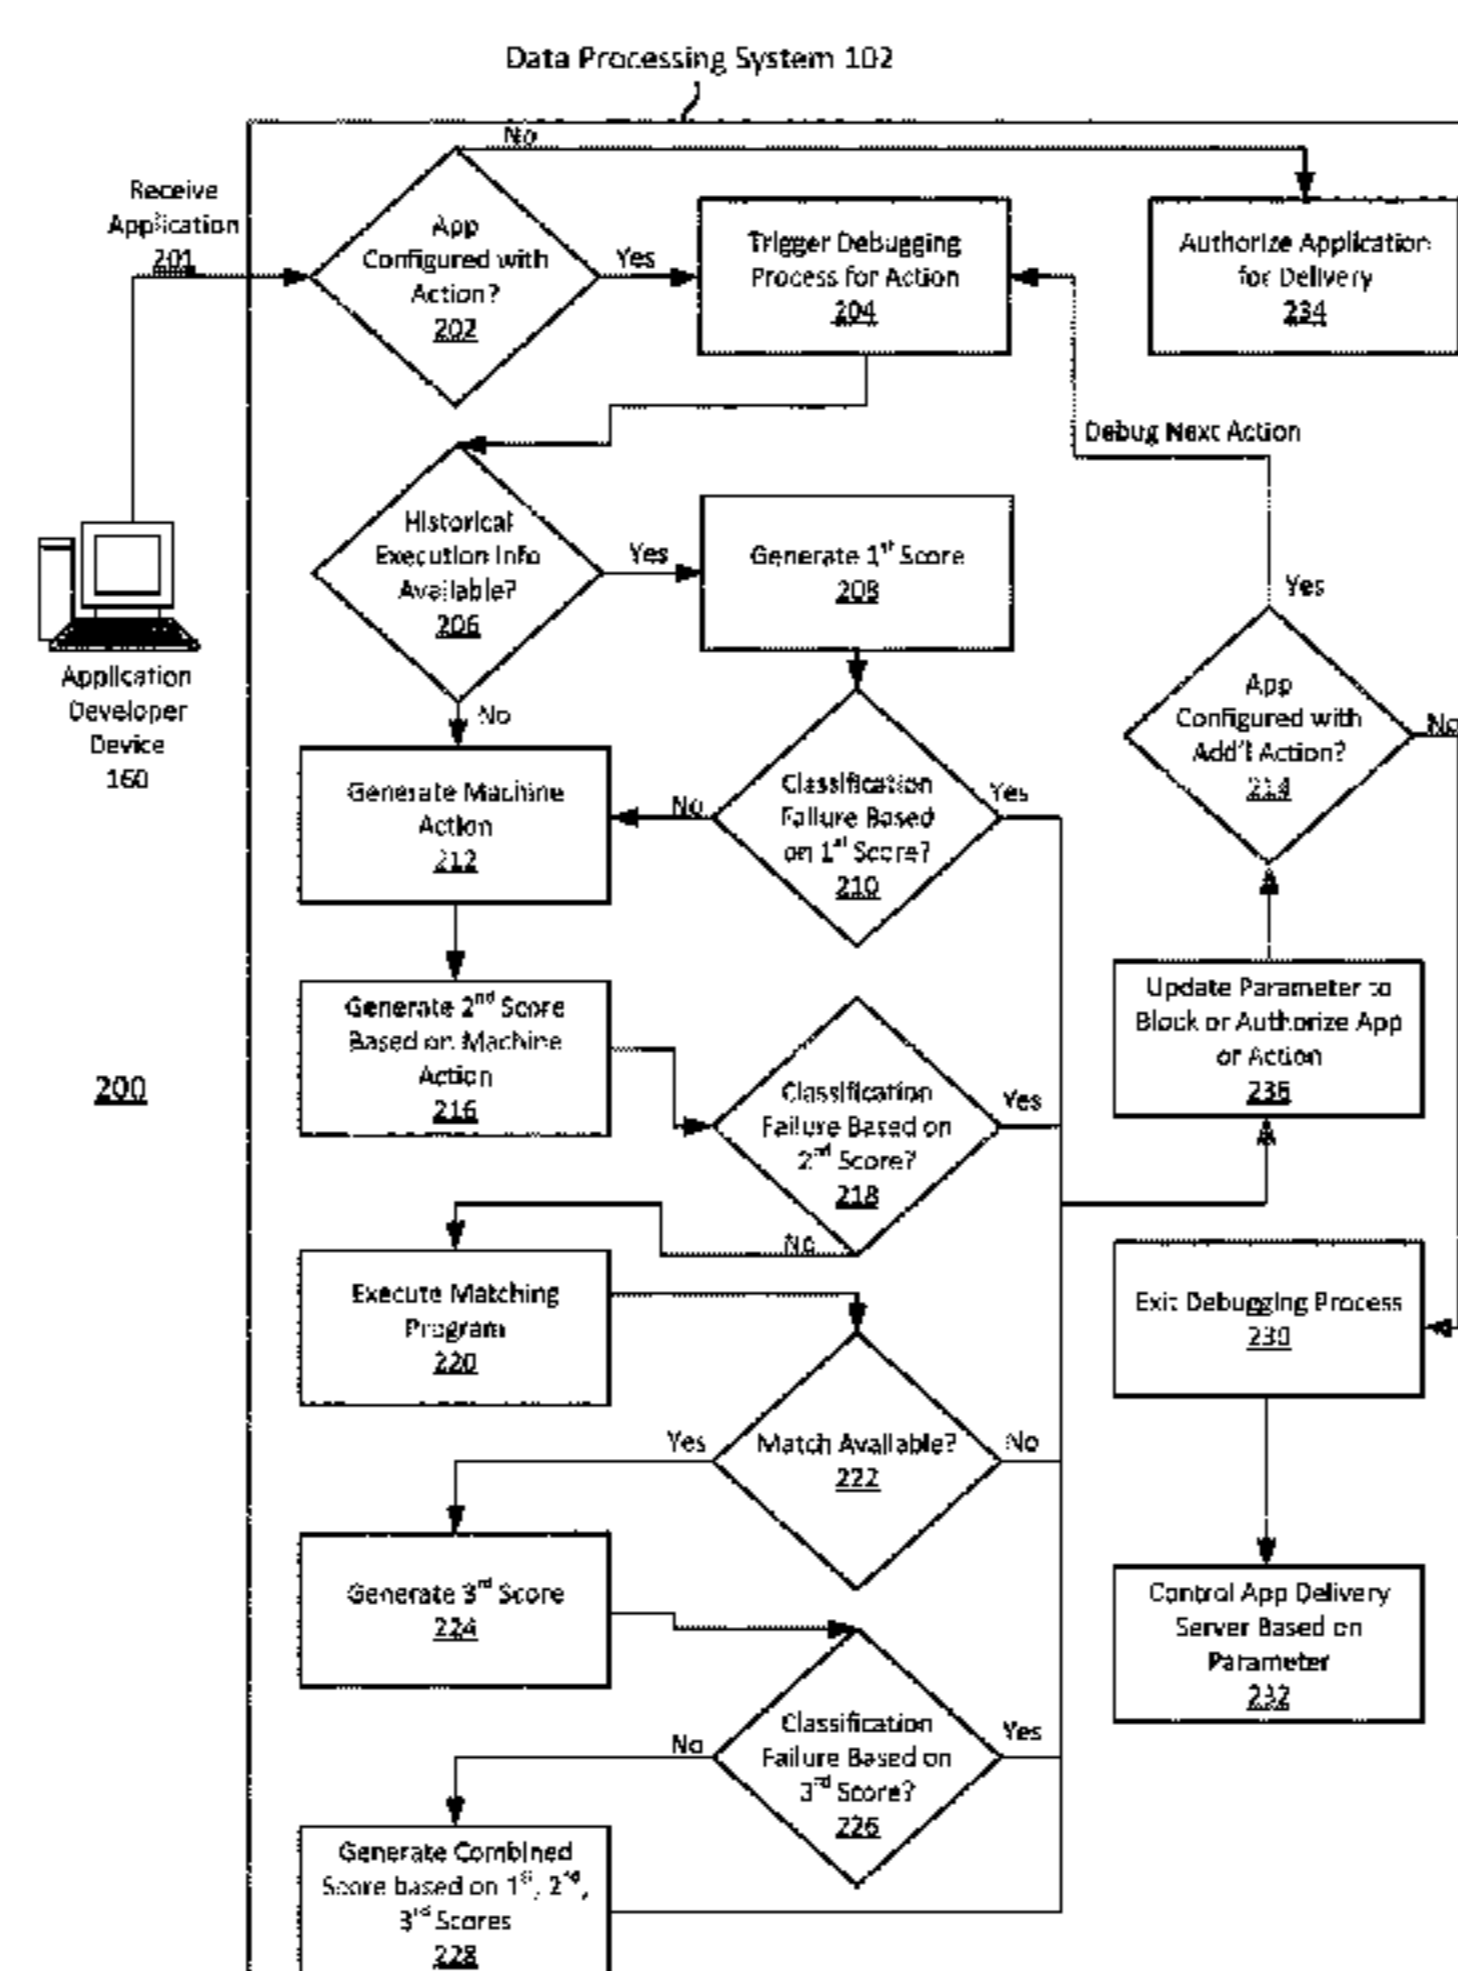 Data Processing System 102
No
Receive
Application
201
App
Configured with
Action?
202
Yes
Trigger Debugging
Process for Action
204
Authorize Application
for Delivery
234
Debug Next Action
Historical
Execution Info
Available?
206
Yes
Generate 1st Score
208
Yes
Application
Developer
Device
160
No
App
Configured with
Add'l Action?
214
No
Generate Machine
Action
212
No
Classification
Failure Based
on 1st Score?
210
Yes
Generate 2nd Score
Based on Machine
Action
216
Update Parameter to
Block or Authorize App
or Action
236
200
Classification
Failure Based on
2nd Score?
218
Yes
No
Execute Matching
Program
220
Exit Debugging Process
230
Yes
Match Available?
222
No
Generate 3rd Score
224
Control App Delivery
Server Based on
Parameter
232
No
Classification
Failure Based on
3rd Score?
226
Yes
Generate Combined
Score based on 1st, 2nd,
3rd Scores
228